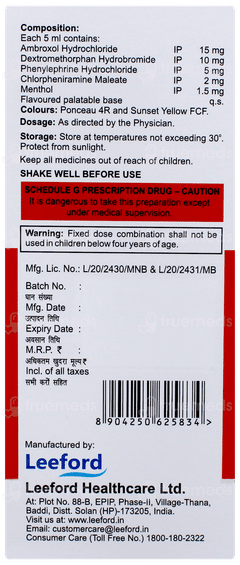 Composition:
Each 5 ml contains:
Ambroxol Hydrochloride IP 15 mg
Dextromethorphan Hydrobromide IP 10 mg
Phenylephrine Hydrochloride IP 5 mg
Chlorpheniramine Maleate IP 2 mg
Menthol IP 1.5 mg
Flavoured palatable base q.s.
Colours: Ponceau 4R and Sunset Yellow FCF.
Dosage: As directed by the Physician.
Storage: Store at temperatures not exceeding 30°.
Protect from sunlight.
Keep all medicines out of reach of children.
SHAKE WELL BEFORE USE
SCHEDULE G PRESCRIPTION DRUG – CAUTION
It is dangerous to take this preparation except
under medical supervision.
Warning: Fixed dose combination shall not be
used in children below four years of age.
Mfg. Lic. No.: L/20/2430/MNB & L/20/2431/MB
Batch No. :
घान संख्या
Mfg. Date :
उत्पादन तिथि
Expiry Date :
अवसान तिथि
M.R.P. ₹ :
अधिकतम खुदरा मूल्य ₹
Incl. of all taxes
सभी करों सहित
8 904250 625834 >
Manufactured by:
Leeford
Leeford Healthcare Ltd.
At: Plot No. 88-B, EPIP, Phase-II, Village-Thana,
Baddi, Distt. Solan (HP)-173205, India.
Visit us at: www.leeford.in
Email: customercare@leeford.in
Consumer Care (Toll Free No.) 1800-180-2322